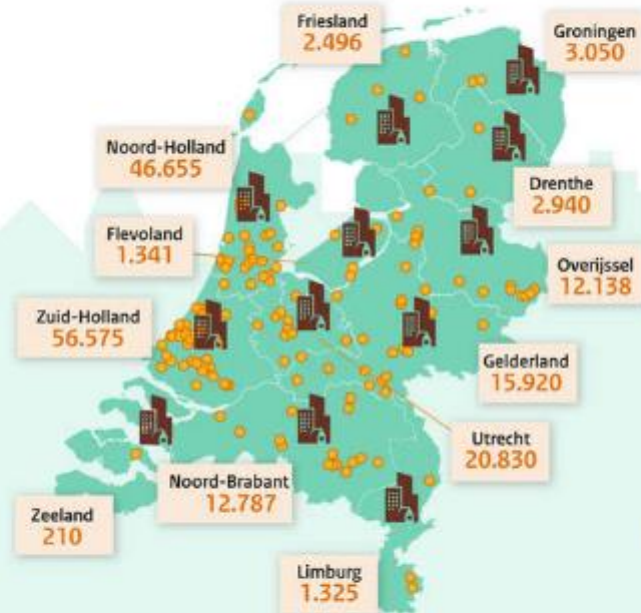 Friesland
2.496
Groningen
3.050
Noord-Holland
46.655
Drenthe
2.940
Flevoland
1.341
Overijssel
12.138
Zuid-Holland
56.575
Gelderland
15.920
Utrecht
20.830
Noord-Brabant
12.787
Zeeland
210
Limburg
1.325